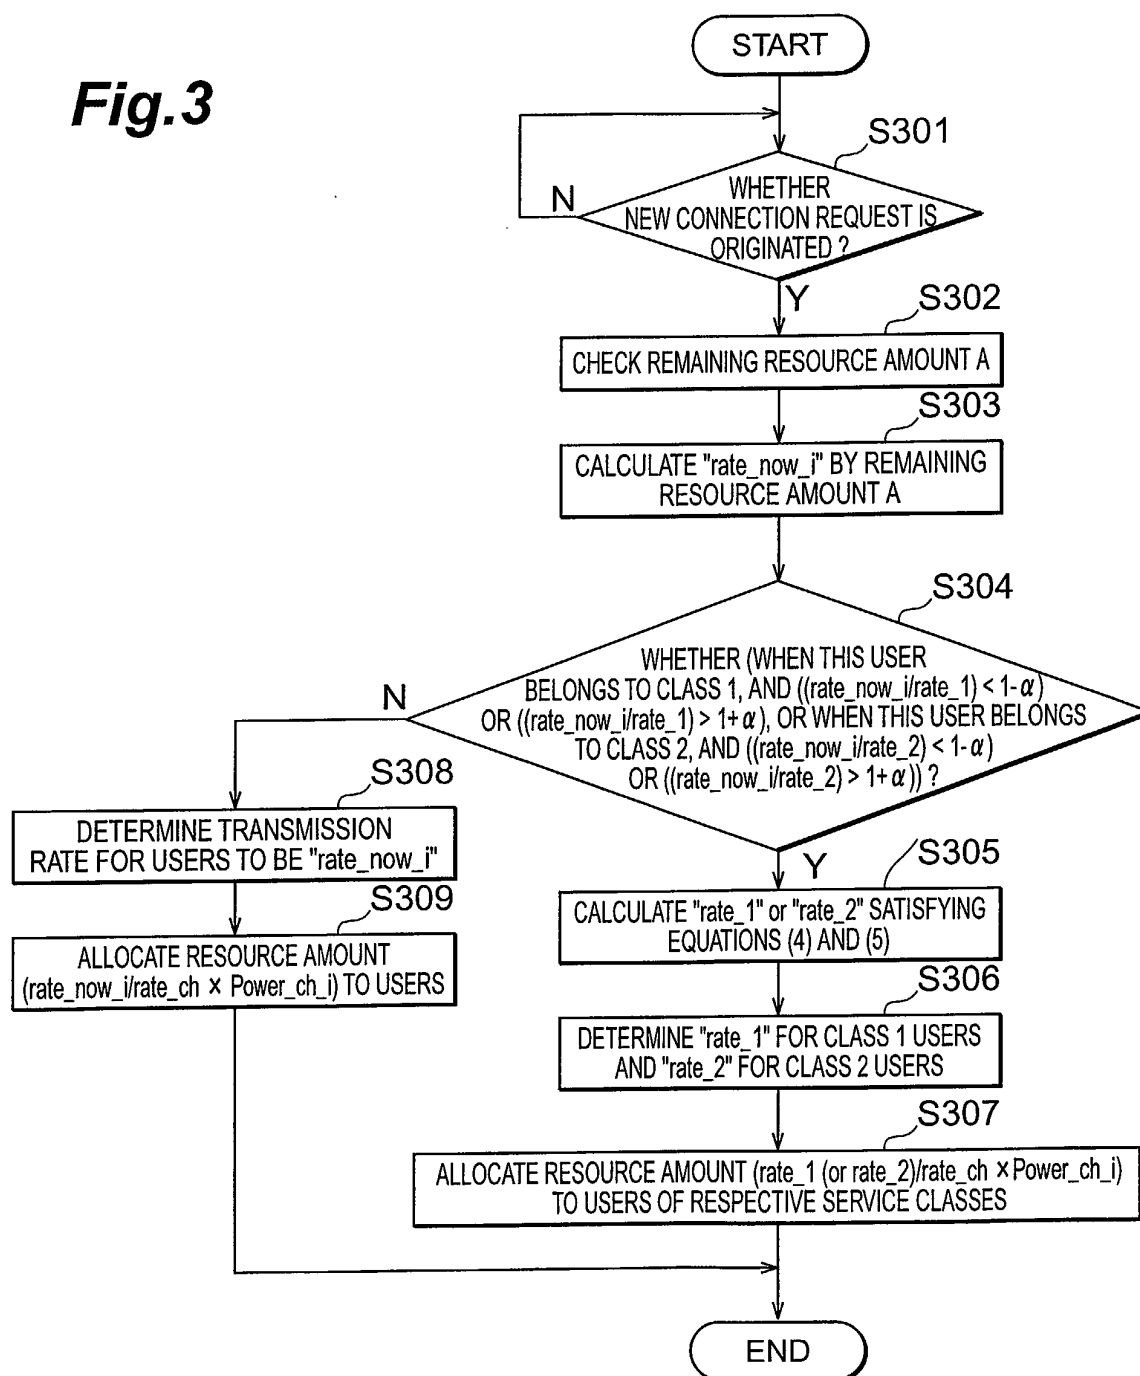 Fig.3
START
S301
WHETHER
NEW CONNECTION REQUEST IS
ORIGINATED ?
N
Y
S302
CHECK REMAINING RESOURCE AMOUNT A
S303
CALCULATE "rate_now_i" BY REMAINING
RESOURCE AMOUNT A
S304
WHETHER (WHEN THIS USER
BELONGS TO CLASS 1, AND ((rate_now_i/rate_1) < 1-α)
OR ((rate_now_i/rate_1) > 1+α), OR WHEN THIS USER BELONGS
TO CLASS 2, AND ((rate_now_i/rate_2) < 1-α)
OR ((rate_now_i/rate_2) > 1+α)) ?
N
Y
S308
DETERMINE TRANSMISSION
RATE FOR USERS TO BE "rate_now_i"
S309
ALLOCATE RESOURCE AMOUNT
(rate_now_i/rate_ch × Power_ch_i) TO USERS
S305
CALCULATE "rate_1" or "rate_2" SATISFYING
EQUATIONS (4) AND (5)
S306
DETERMINE "rate_1" FOR CLASS 1 USERS
AND "rate_2" FOR CLASS 2 USERS
S307
ALLOCATE RESOURCE AMOUNT (rate_1 (or rate_2)/rate_ch ×Power_ch_i)
TO USERS OF RESPECTIVE SERVICE CLASSES
END